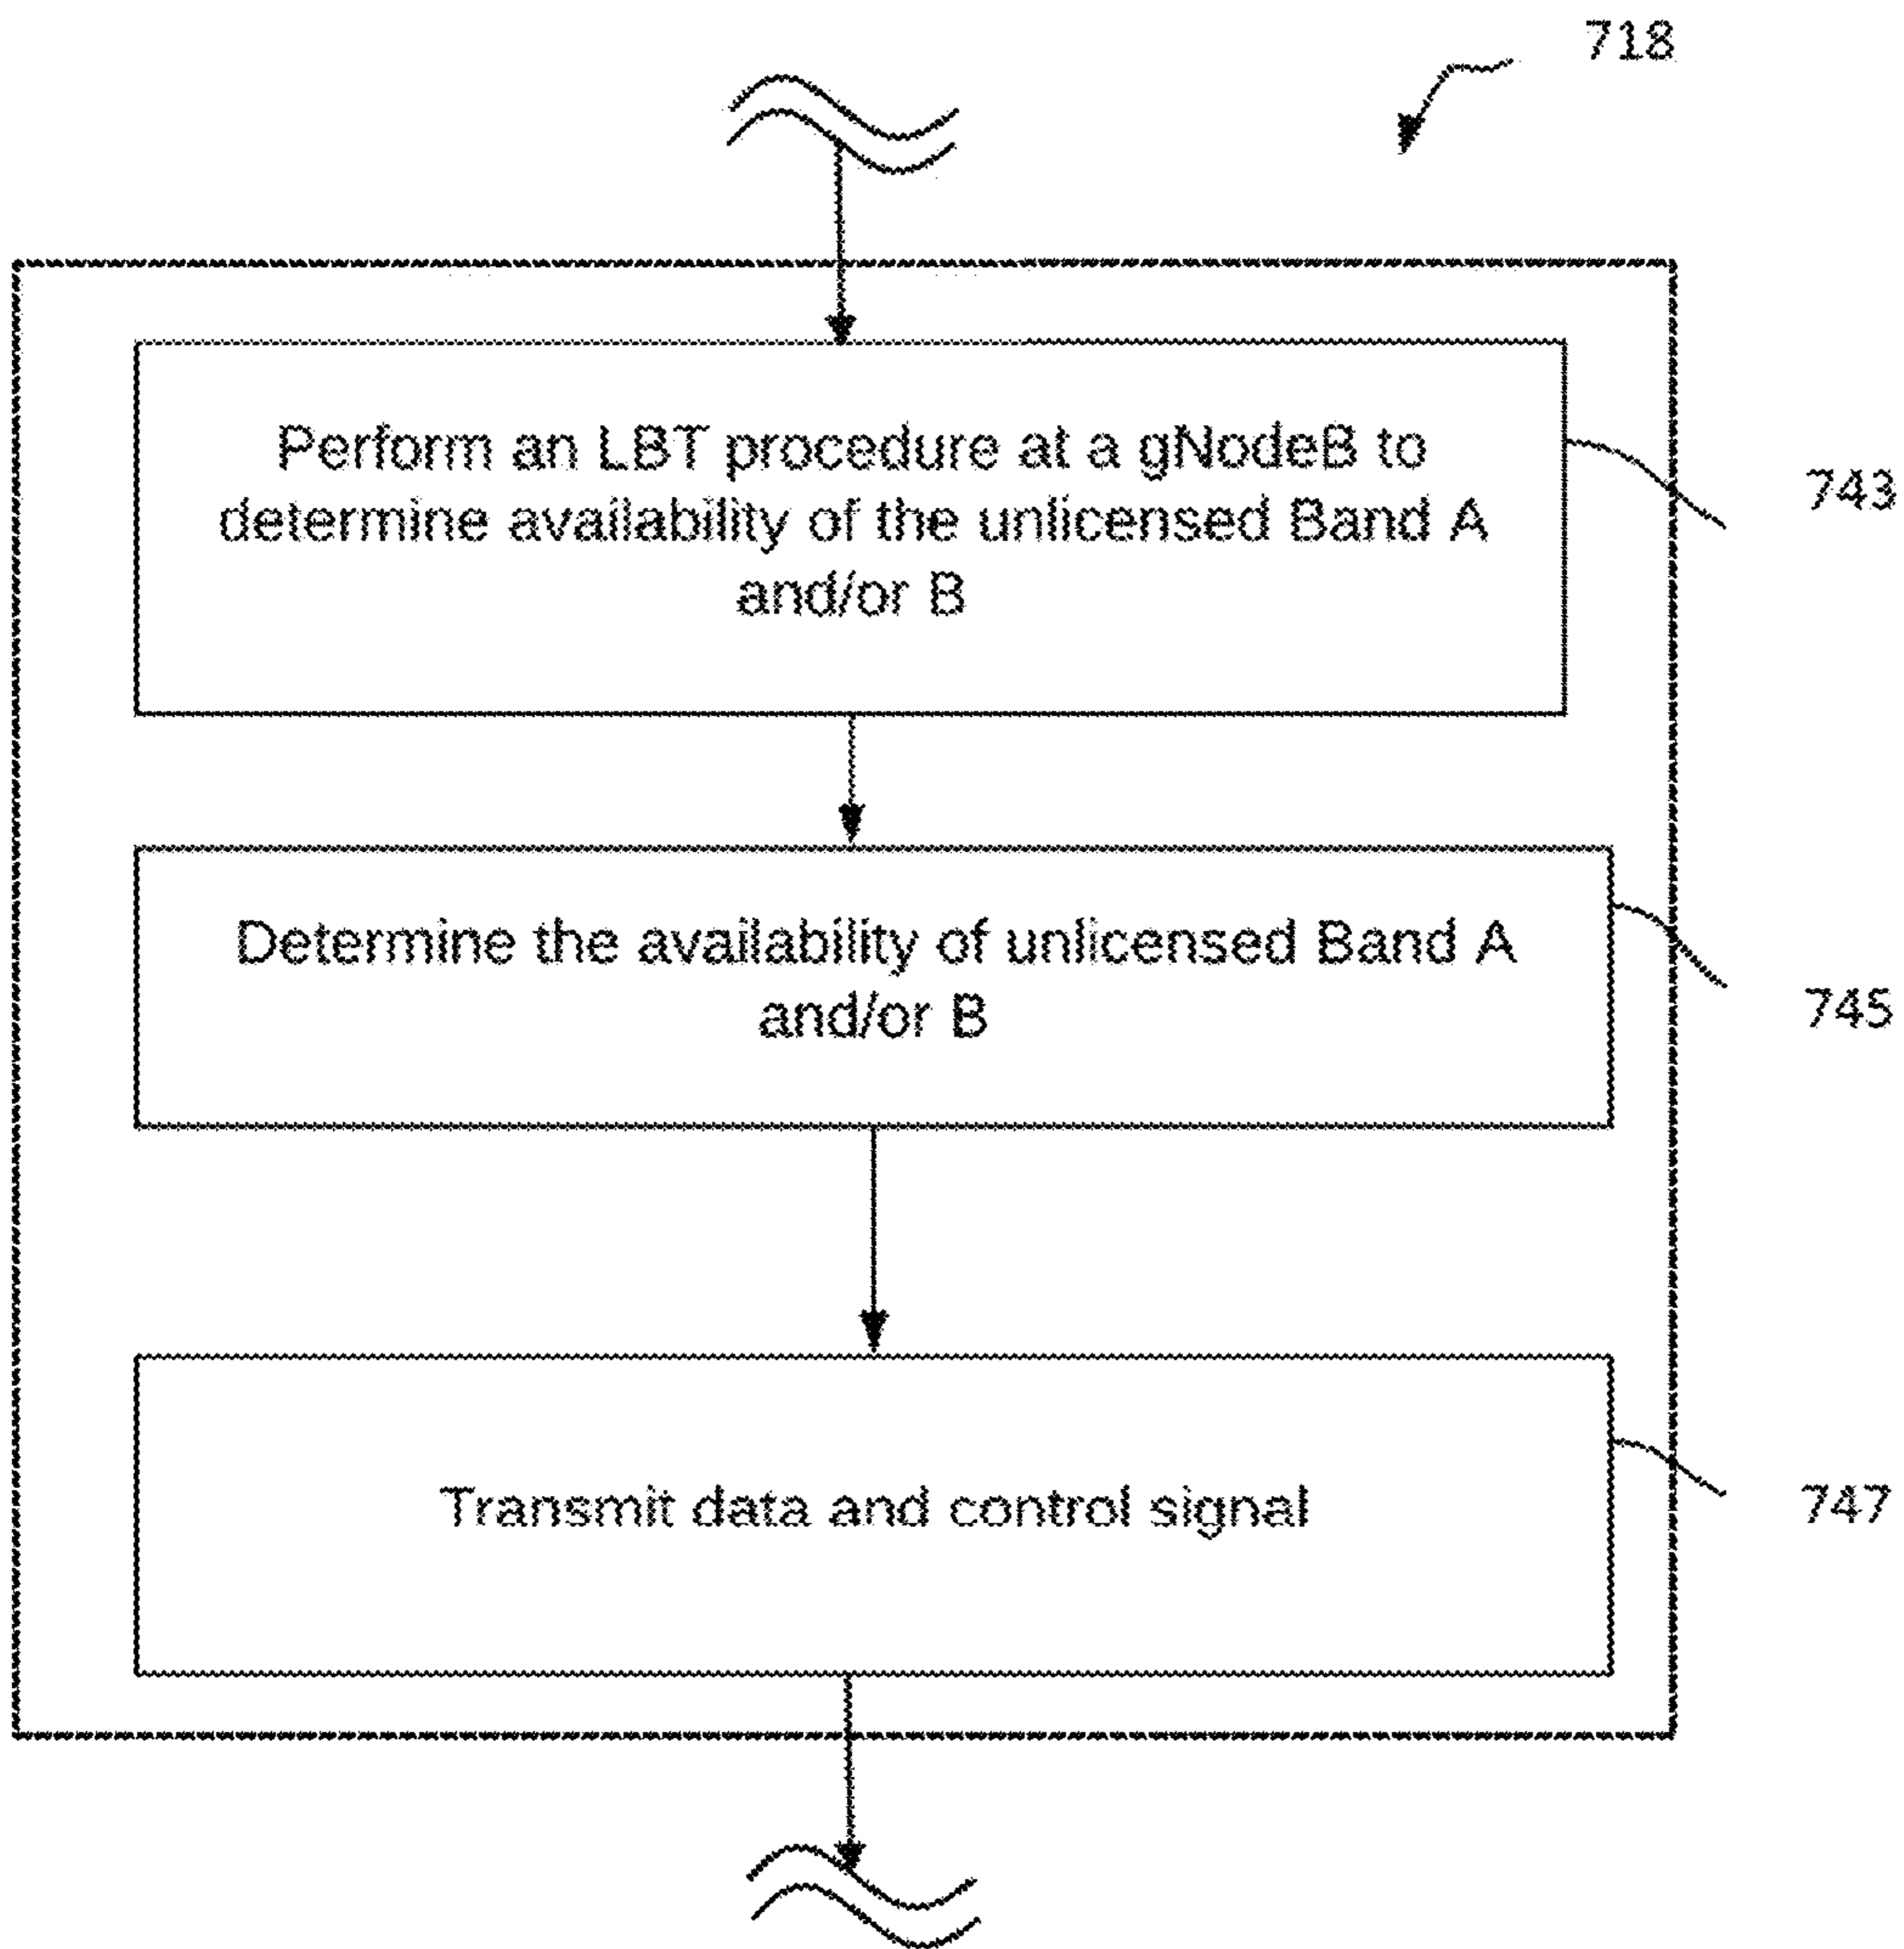 718
Perform an LBT procedure at a gNodeB to
determine availability of the unlicensed Band A
and/or B
743
Determine the availability of unlicensed Band A
and/or B
745
Transmit data and control signal
747